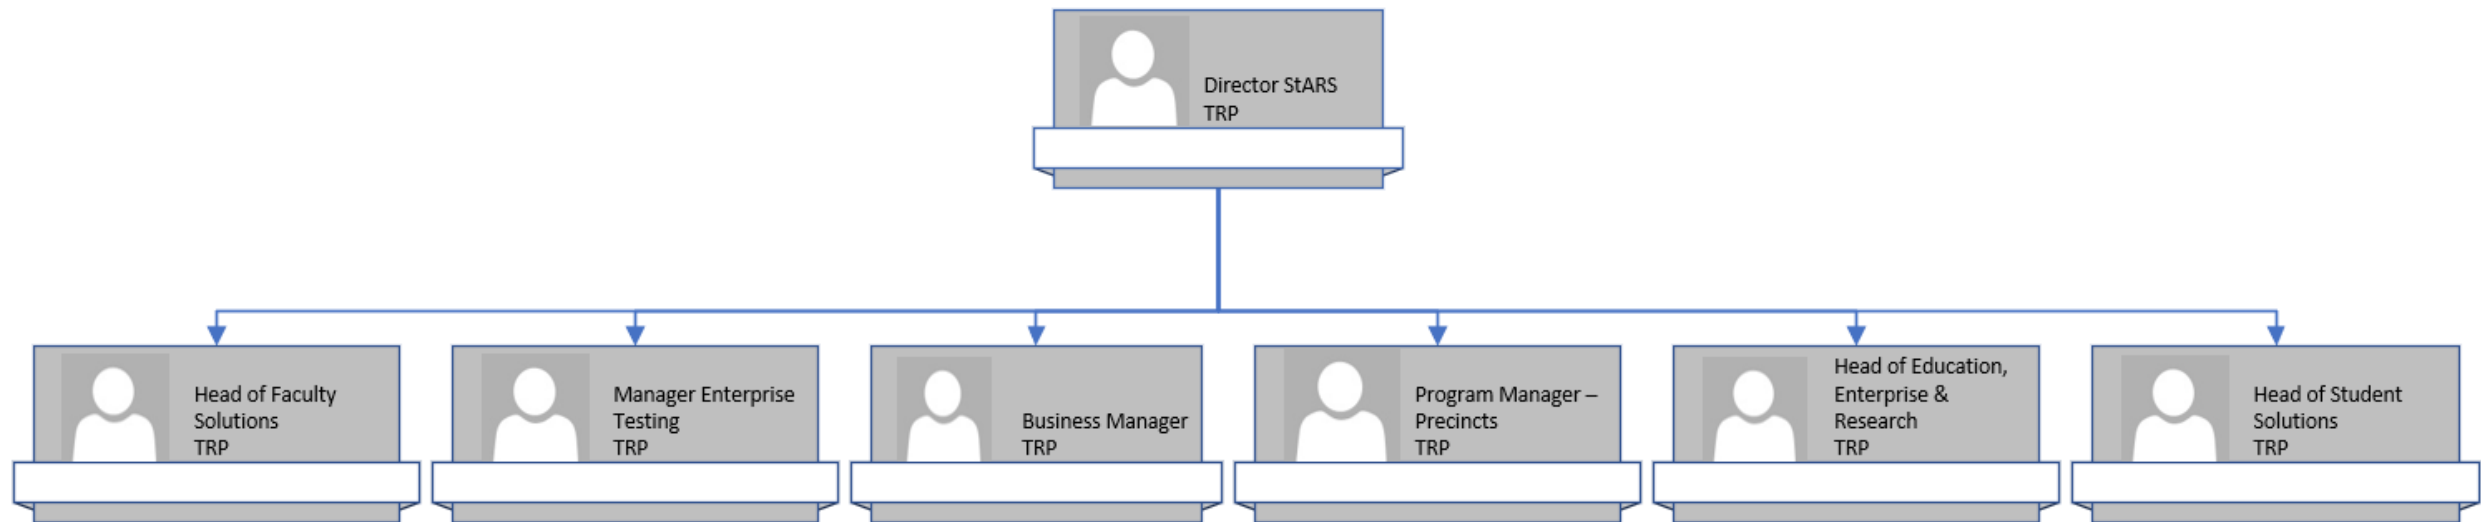 Director StARS
TRP
Head of Faculty
Solutions
TRP
Manager Enterprise
Testing
TRP
Business Manager
TRP
Program Manager –
Precincts
TRP
Head of Education,
Enterprise &
Research
TRP
Head of Student
Solutions
TRP